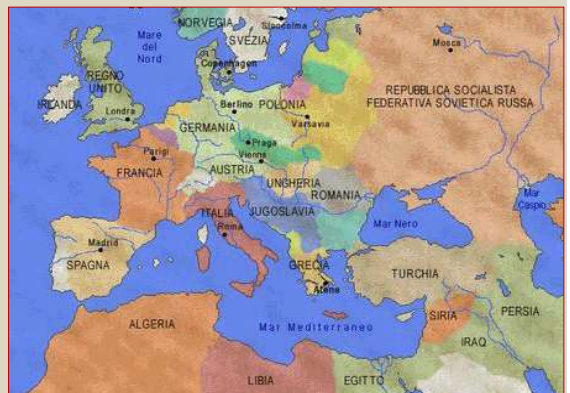 NORVEGIA
Stoccolma
SVEZIA
Mare
del
Nord
Mosca
Copenhagen
REGNO
UNITO
IRLANDA
REPUBBLICA SOCIALISTA
FEDERATIVA SOVIETICA RUSSA
Londra
Berlino
POLONIA
GERMANIA
Varsavia
Praga
Parigi
Vienna
AUSTRIA
FRANCIA
UNGHERIA
ROMANIA
Mar
Caspio
ITALIA
JUGOSLAVIA
Mar Nero
Roma
Madrid
SPAGNA
GRECIA
TURCHIA
Atene
PERSIA
SIRIA
ALGERIA
Mar Mediterraneo
IRAQ
LIBIA
EGITTO